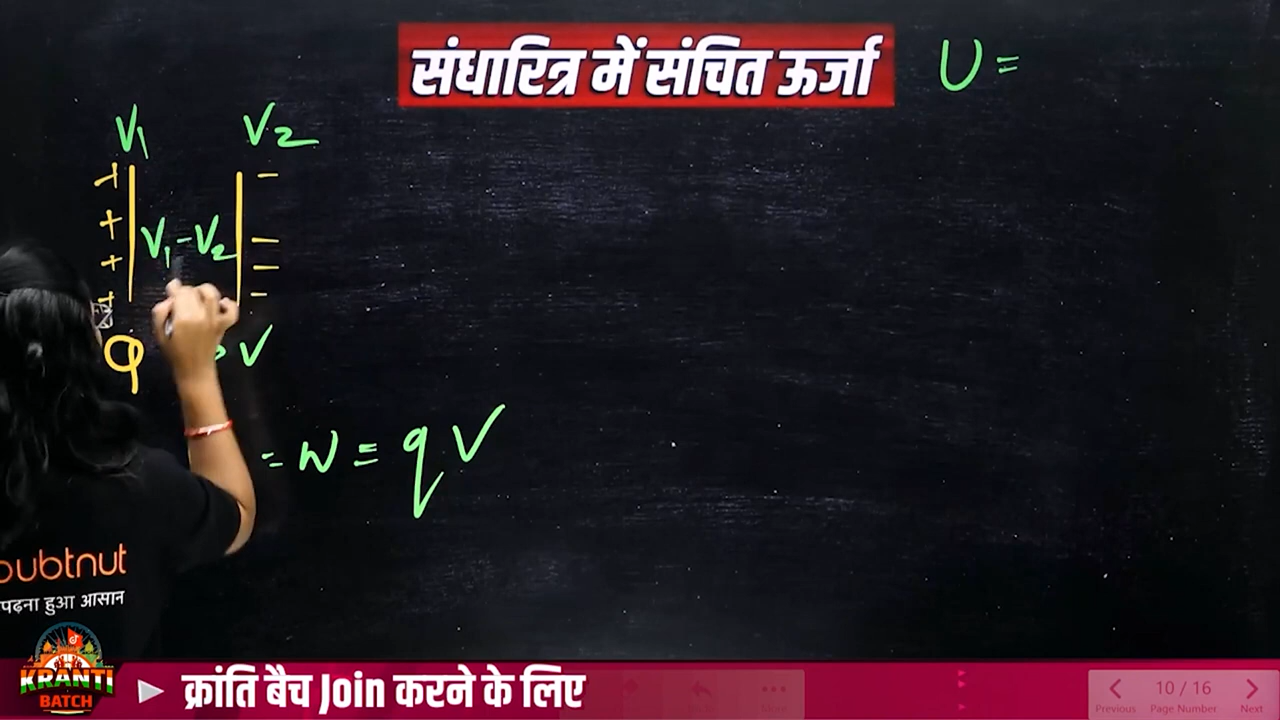 संधारित्र में संचित ऊर्जा
U =
V1 V2
+ −
+
V1-V2
−
+ −
+ −
q V
= W = qV
oubtnut
पढ़ना हुआ आसान
KRANTI
BATCH
क्रांति बैच Join करने के लिए
More
10 / 16
Previous Page Number Next